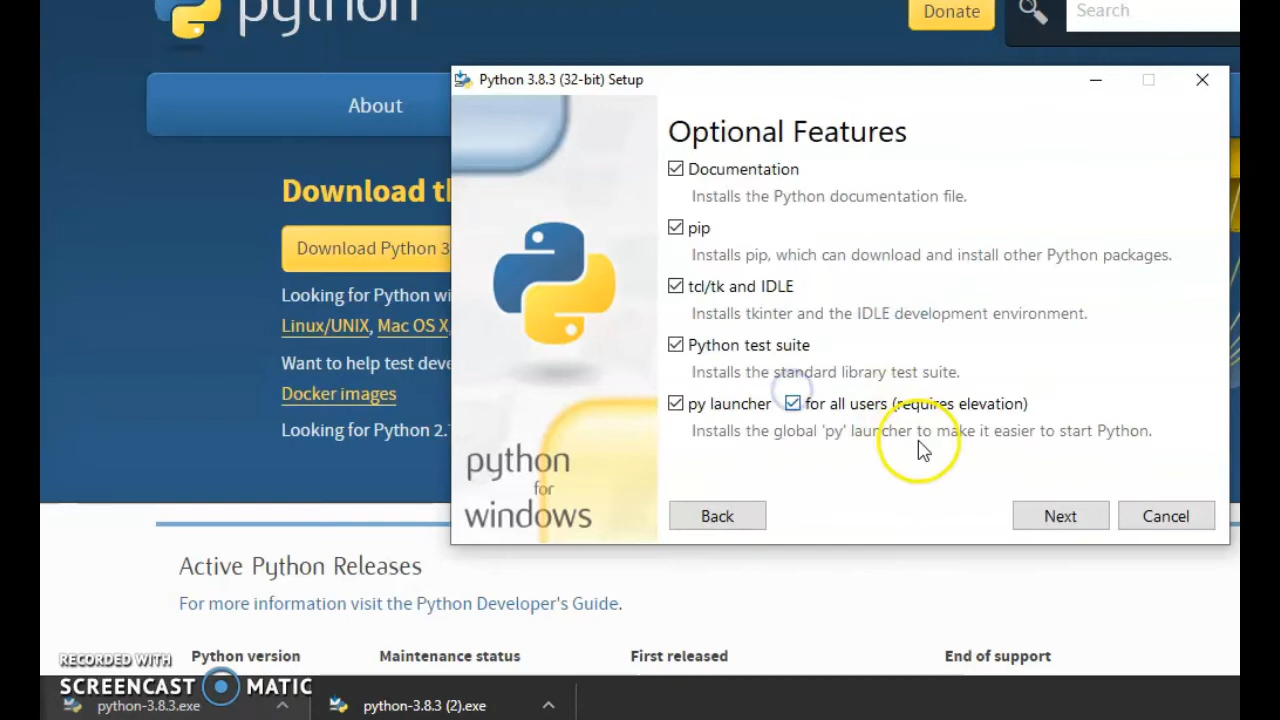 python
Donate
Search
About
Python 3.8.3 (32-bit) Setup
Optional Features
Documentation
Installs the Python documentation file.
pip
Installs pip, which can download and install other Python packages.
tcl/tk and IDLE
Installs tkinter and the IDLE development environment.
Python test suite
Installs the standard library test suite.
py launcher for all users (requires elevation)
Installs the global 'py' launcher to make it easier to start Python.
python
for
windows
Back
Next
Cancel
Download t
Download Python 3
Looking for Python wi
Linux/UNIX, Mac OS X,
Want to help test deve
Docker images
Looking for Python 2.
Active Python Releases
For more information visit the Python Developer's Guide.
Python version Maintenance status First released End of support
RECORDED WITH
SCREENCAST MATIC
python-3.8.3.exe
python-3.8.3 (2).exe